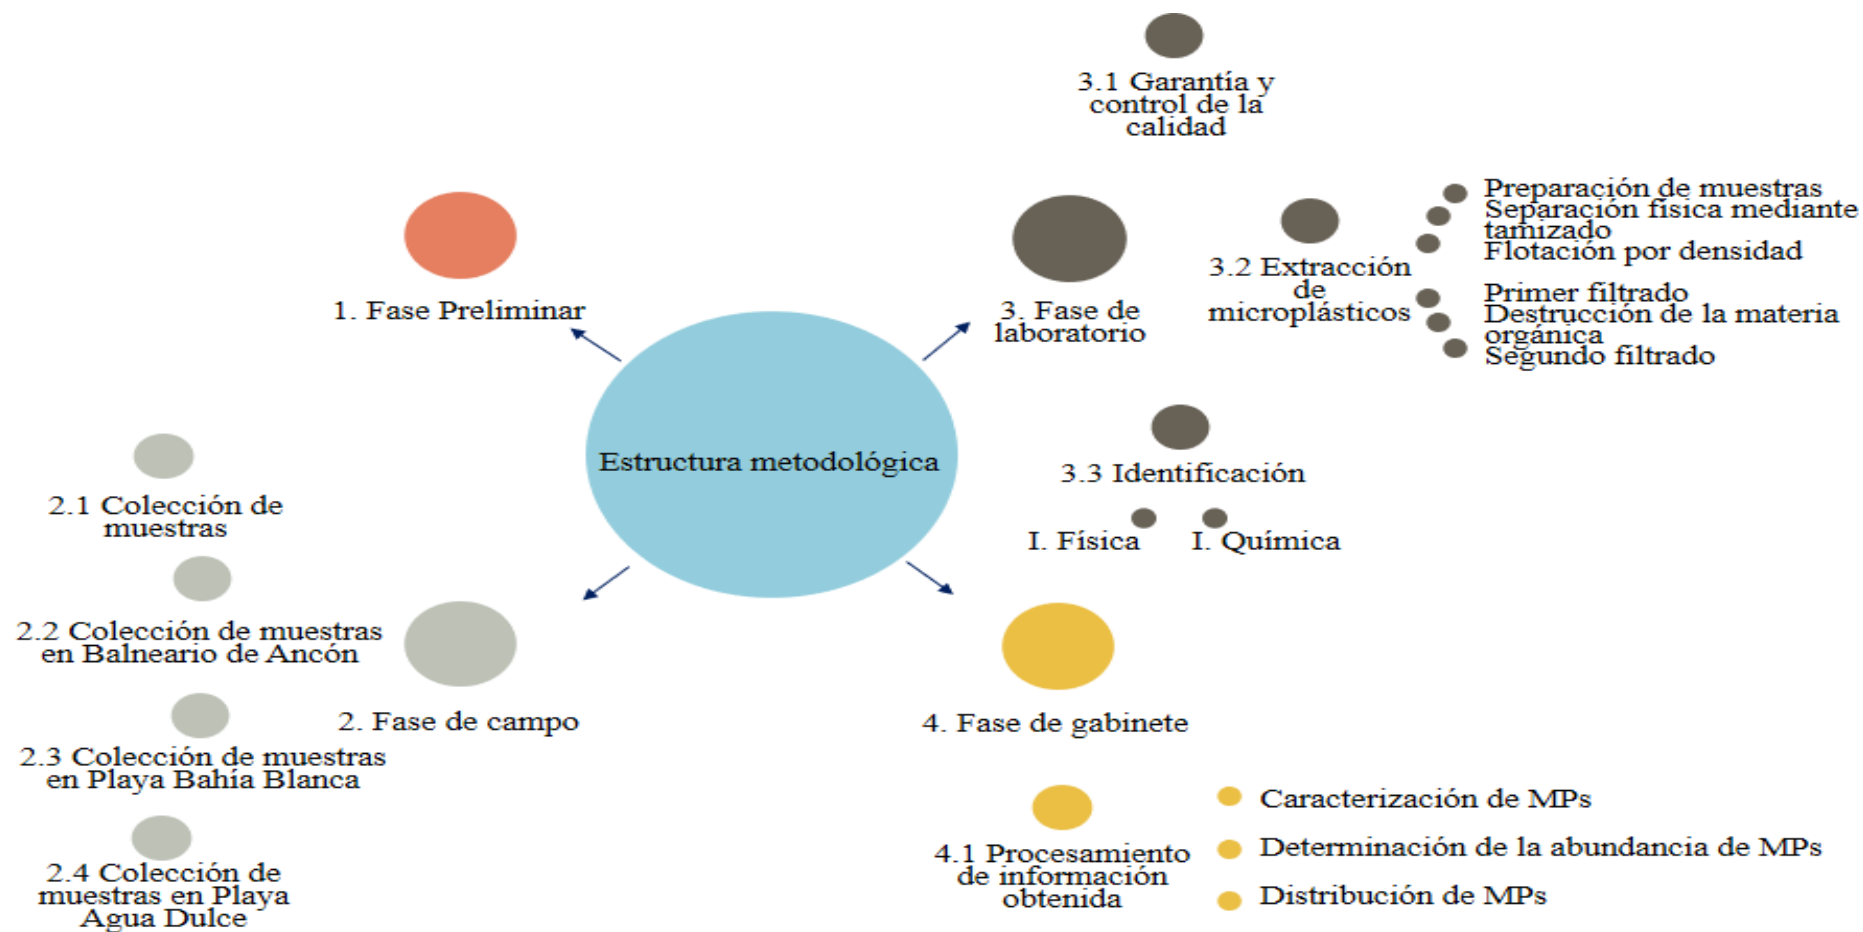 Estructura metodológica
1. Fase Preliminar
2. Fase de campo
2.1 Colección de
muestras
2.2 Colección de muestras
en Balneario de Ancón
2.3 Colección de muestras
en Playa Bahía Blanca
2.4 Colección de
muestras en Playa
Agua Dulce
3. Fase de
laboratorio
3.1 Garantía y
control de la
calidad
3.2 Extracción
de
microplásticos
Preparación de muestras
Separación física mediante
tamizado
Flotación por densidad
Primer filtrado
Destrucción de la materia
orgánica
Segundo filtrado
3.3 Identificación
I. Física
I. Química
4. Fase de gabinete
4.1 Procesamiento
de información
obtenida
Caracterización de MPs
Determinación de la abundancia de MPs
Distribución de MPs